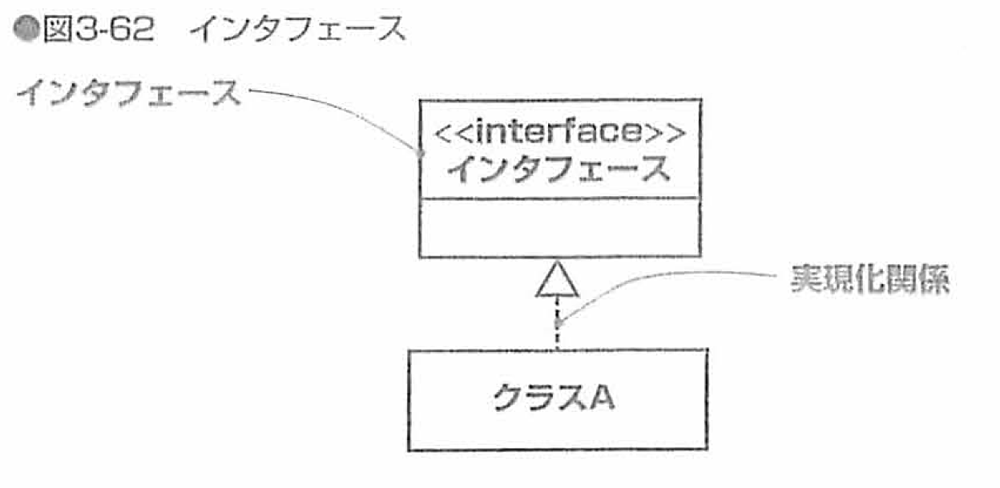 ●図3-62 インタフェース
インタフェース
<<interface>>
インタフェース
実現化関係
クラスA